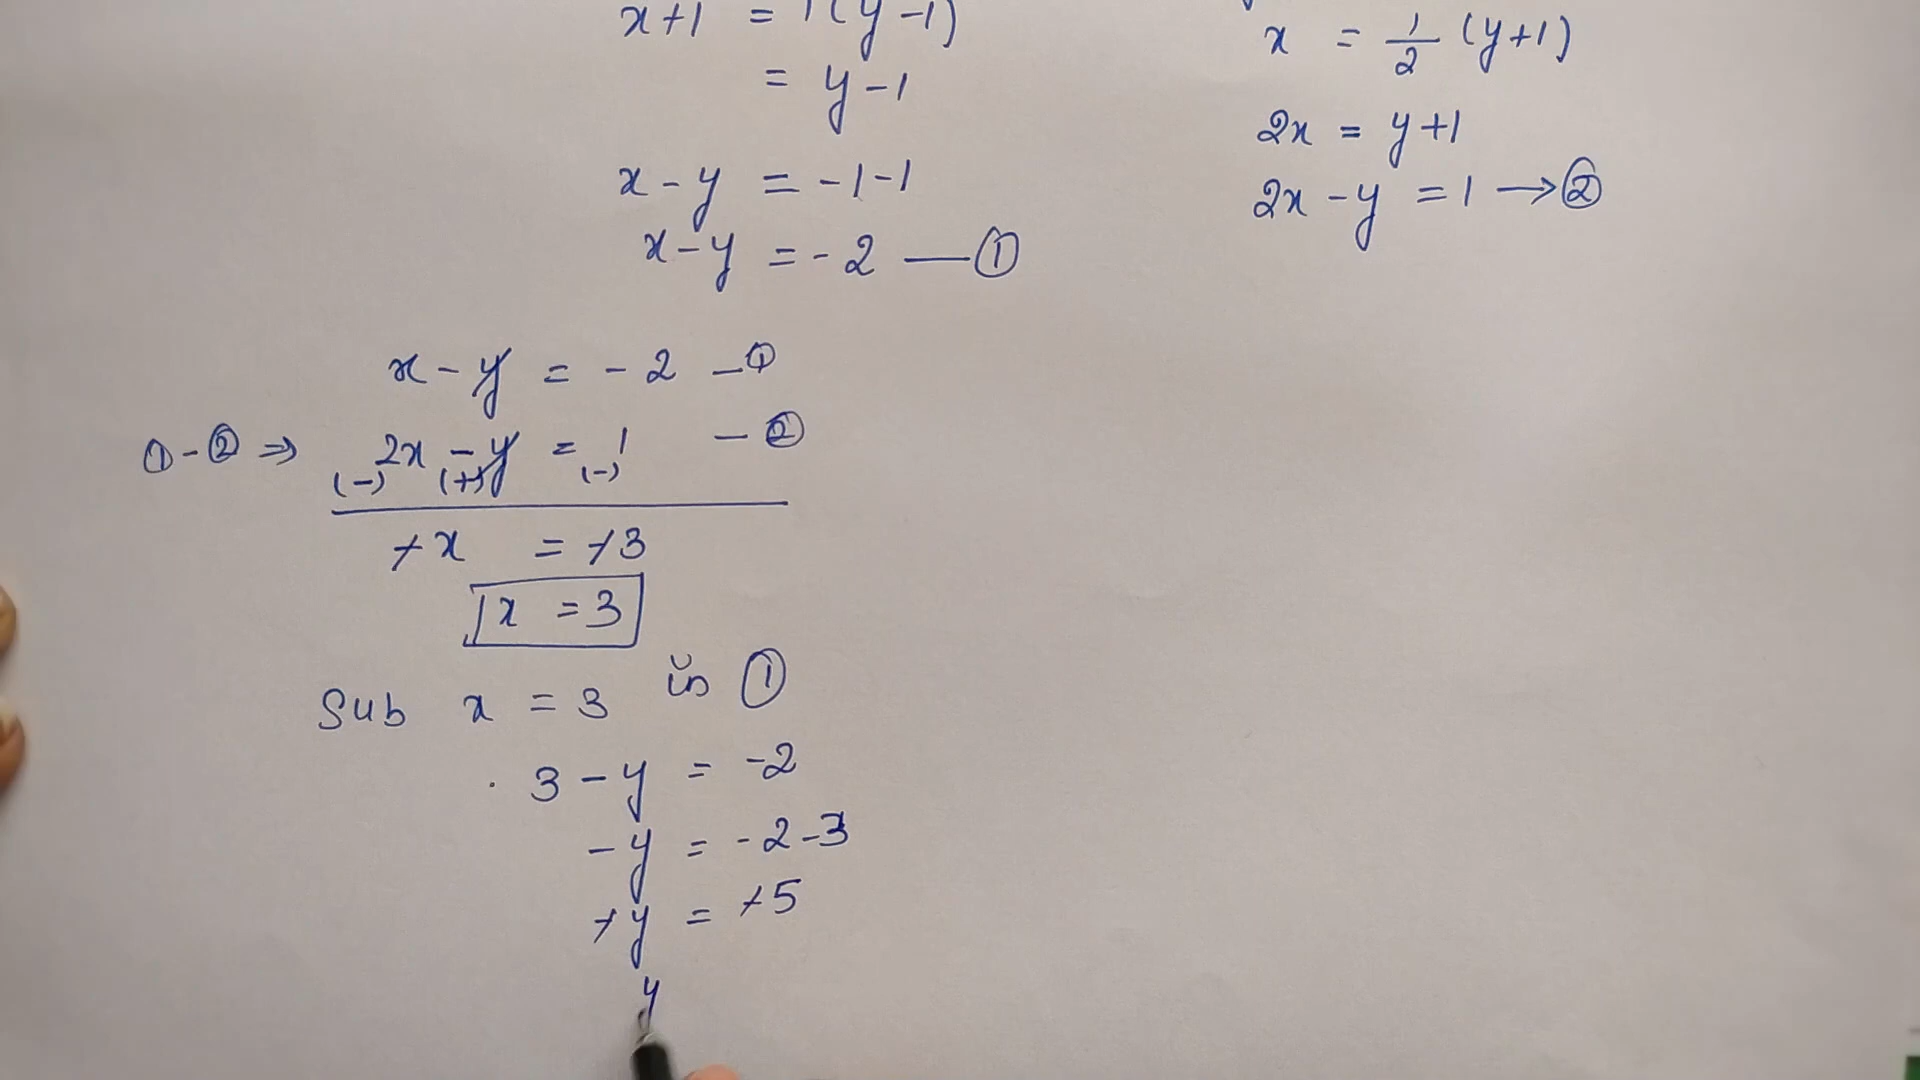 x+1 = 1(y-1)
= y-1
x-y = -1-1
x-y = -2 —①
x = 1/2 (y+1)
2x = y+1
2x-y = 1 →②
x-y = -2 -①
①-② ⇒ 2x-y = 1 -②
(-) (+) (-)
-x = -3
x = 3
Sub x = 3 in ①
3-y = -2
-y = -2-3
-y = -5
y